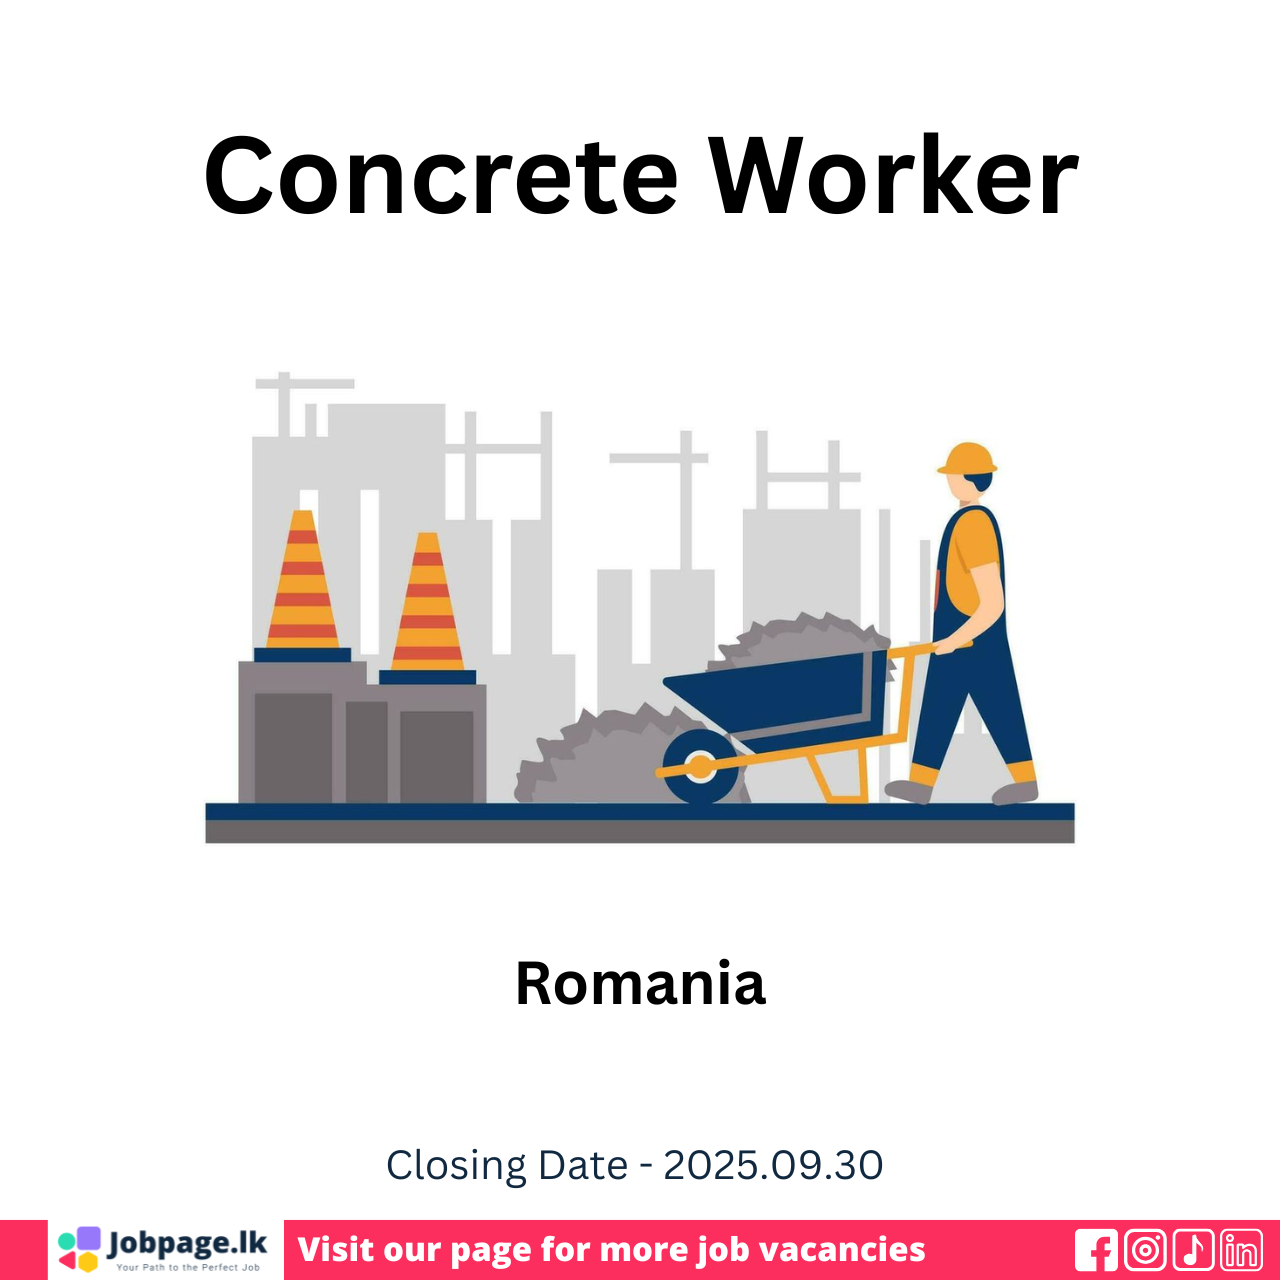 Concrete Worker
Romania
Closing Date - 2025.09.30
Jobpage.lk
Your Path to the Perfect Job
Visit our page for more job vacancies
in